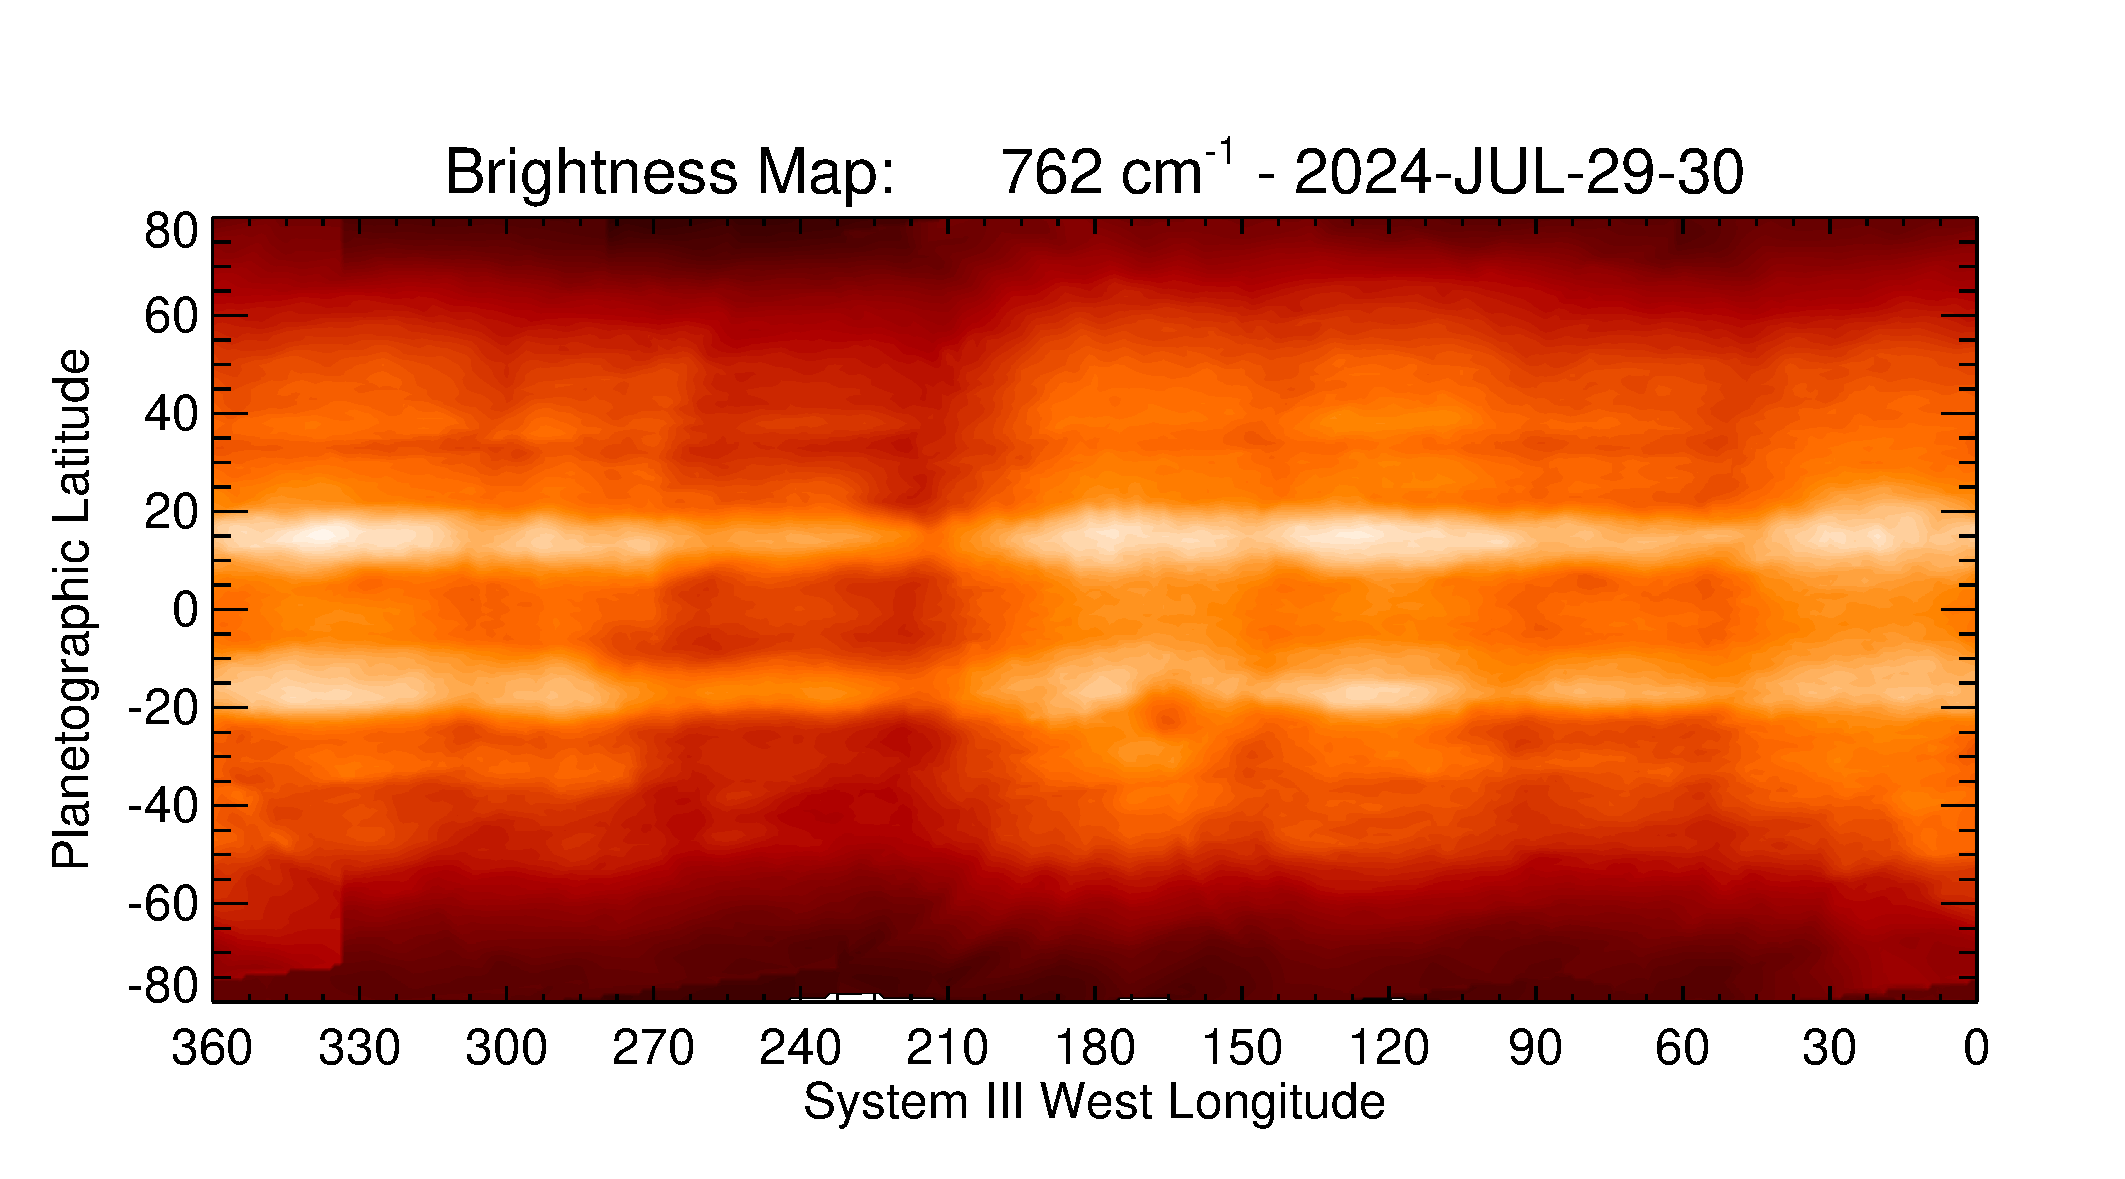 Brightness Map: 762 cm-1 - 2024-JUL-29-30
80
60
40
20
0
-20
-40
-60
-80
Planetographic Latitude
360 330 300 270 240 210 180 150 120 90 60 30 0
System III West Longitude